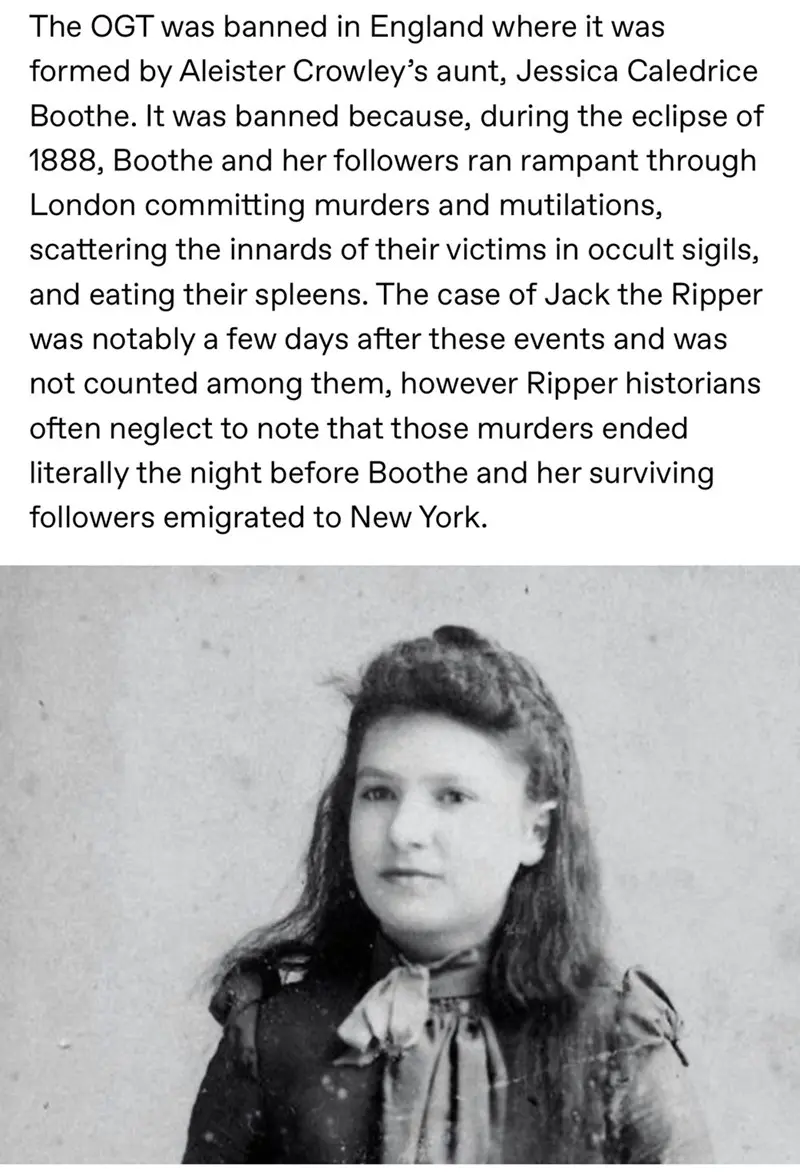 The OGT was banned in England where it was
formed by Aleister Crowley’s aunt, Jessica Caledrice
Boothe. It was banned because, during the eclipse of
1888, Boothe and her followers ran rampant through
London committing murders and mutilations,
scattering the innards of their victims in occult sigils,
and eating their spleens. The case of Jack the Ripper
was notably a few days after these events and was
not counted among them, however Ripper historians
often neglect to note that those murders ended
literally the night before Boothe and her surviving
followers emigrated to New York.